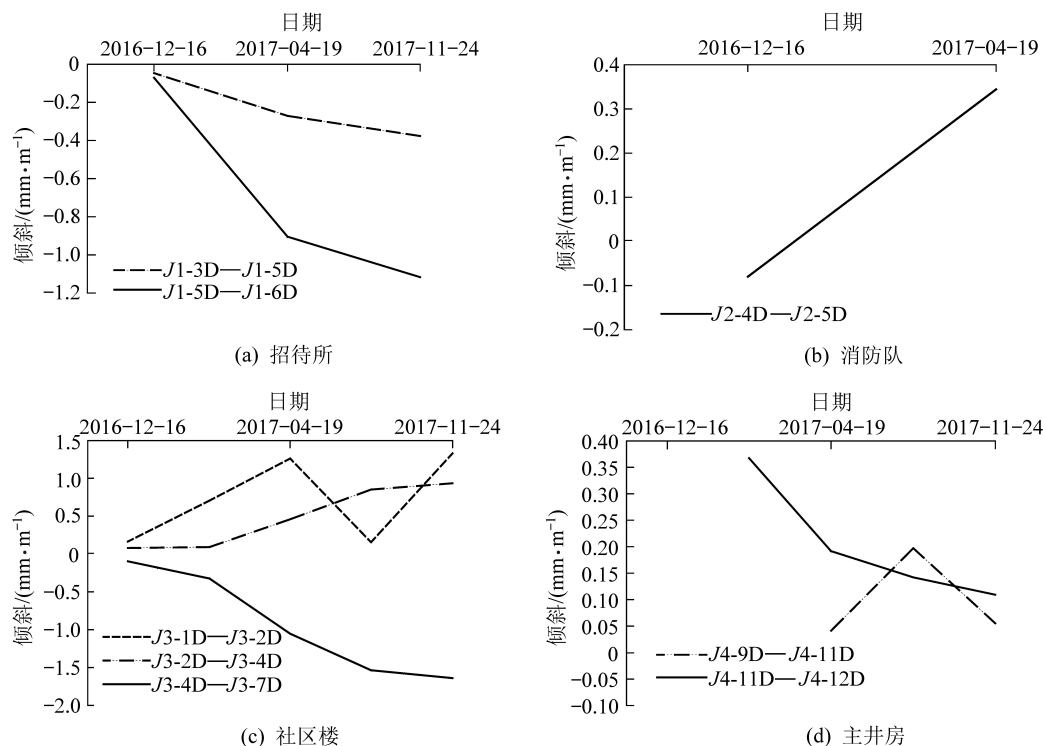 日期
2016-12-16 2017-04-19 2017-11-24
0
-0.2
-0.4
-0.6
-0.8
-1.0
-1.2
倾斜/(mm·m⁻¹)
J1-3D—J1-5D
J1-5D—J1-6D
(a) 招待所
日期
2016-12-16 2017-04-19
0.4
0.3
0.2
0.1
0
-0.1
-0.2
倾斜/(mm·m⁻¹)
J2-4D—J2-5D
(b) 消防队
日期
2016-12-16 2017-04-19 2017-11-24
1.5
1.0
0.5
0
-0.5
-1.0
-1.5
-2.0
倾斜/(mm·m⁻¹)
J3-1D—J3-2D
J3-2D—J3-4D
J3-4D—J3-7D
(c) 社区楼
日期
2016-12-16 2017-04-19 2017-11-24
0.40
0.35
0.30
0.25
0.20
0.15
0.10
0.05
0
-0.05
-0.10
倾斜/(mm·m⁻¹)
J4-9D—J4-11D
J4-11D—J4-12D
(d) 主井房